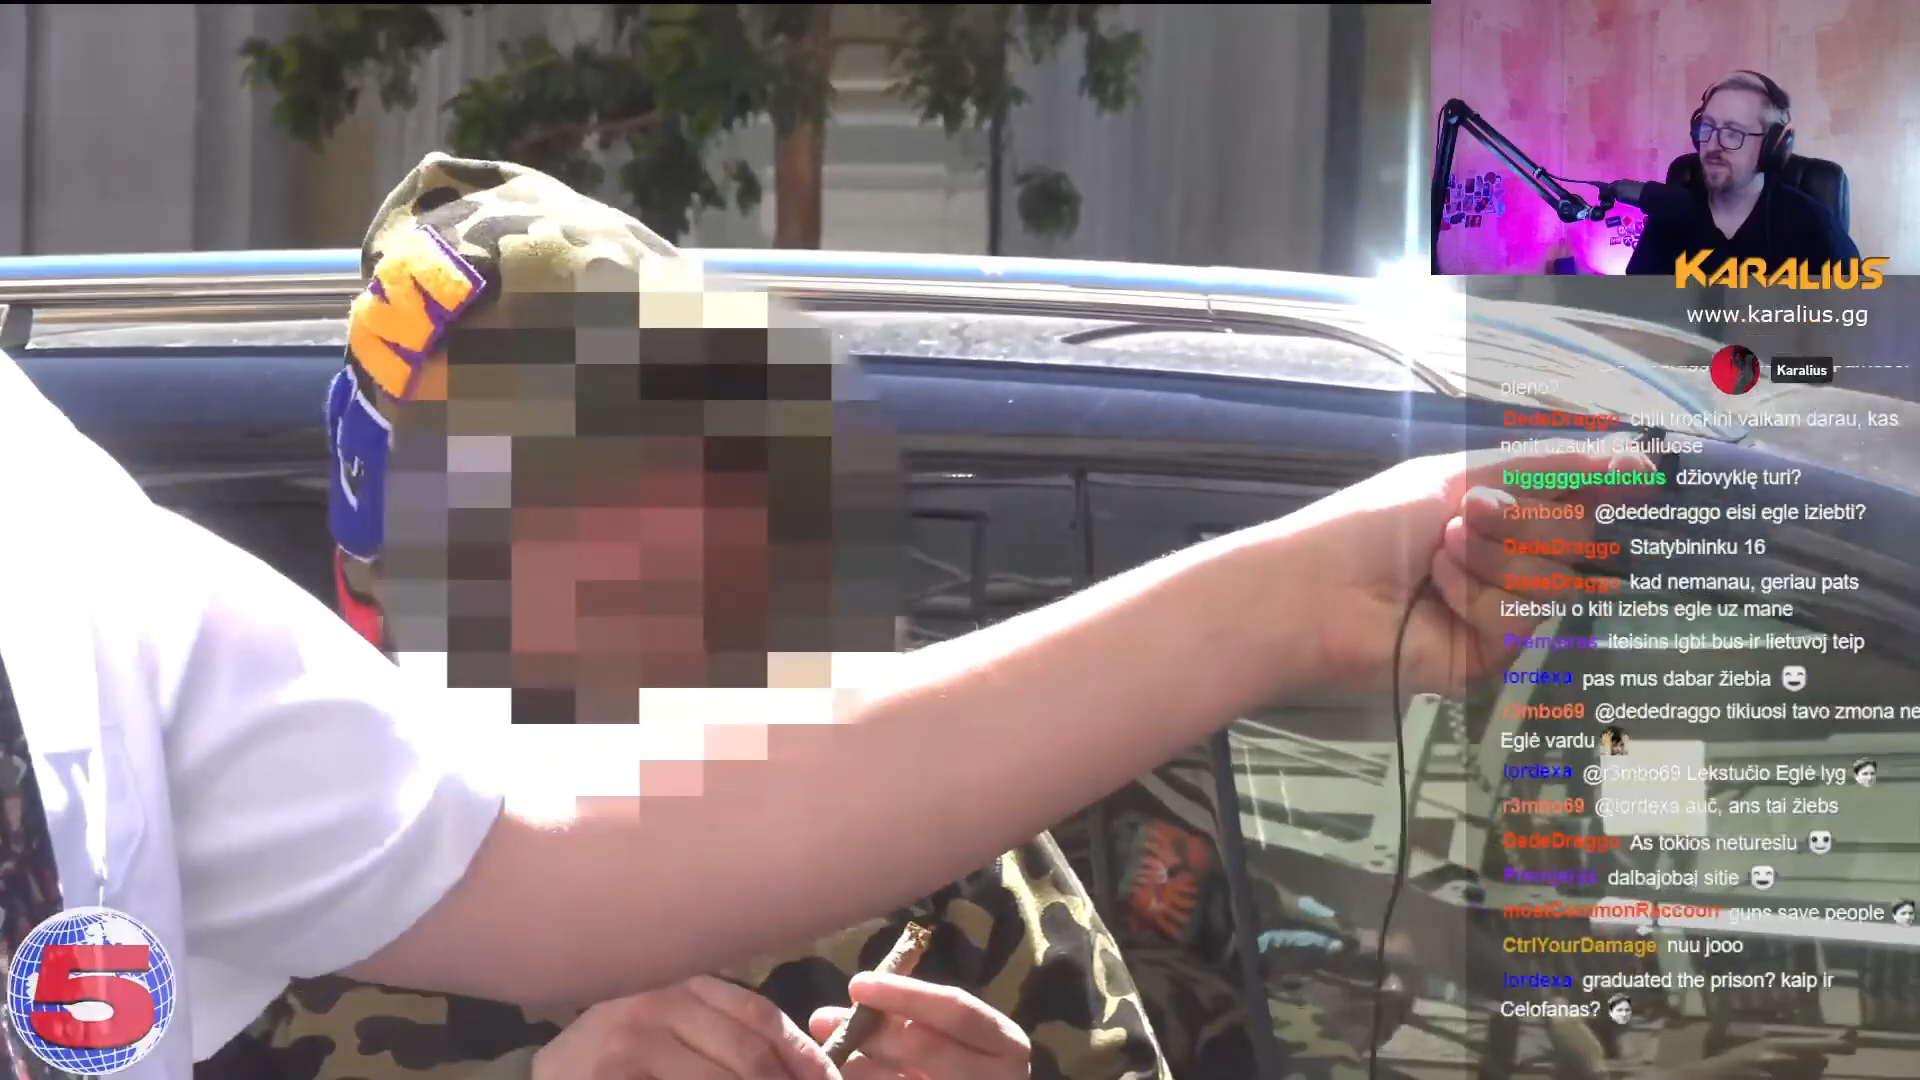 KARALIUS
www.karalius.gg
Karalius
pieno?
DedeDraggo chili troskini vaikam darau, kas
norit uzsukit Siauliuose
bigggggusdickus džiovyklę turi?
r3mbo69 @dededraggo eisi egle iziebti?
DedeDraggo Statybininku 16
DedeDraggo kad nemanau, geriau pats
iziebsiu o kiti iziebs egle uz mane
Premjeras iteisins lgbt bus ir lietuvoj teip
lordexa pas mus dabar žiebia
r3mbo69 @dededraggo tikiuosi tavo zmona ne
Eglė vardu
lordexa @r3mbo69 Lekstučio Eglė lyg
r3mbo69 @lordexa auč, ans tai žiebs
DedeDraggo As tokios neturesiu
Premjeras dalbajobai sitie
mostCommonRaccoon guns save people
CtrlYourDamage nuu jooo
lordexa graduated the prison? kaip ir
Celofanas?
5